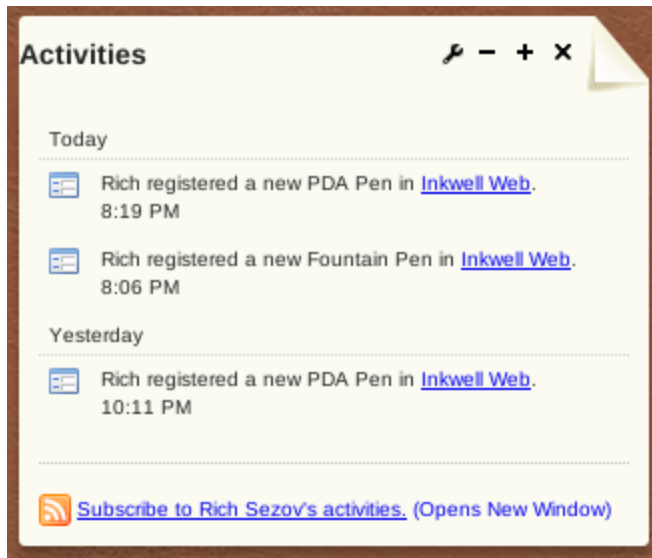 Activities
Today
Rich registered a new PDA Pen in Inkwell Web.
8:19 PM
Rich registered a new Fountain Pen in Inkwell Web.
8:06 PM
Yesterday
Rich registered a new PDA Pen in Inkwell Web.
10:11 PM
Subscribe to Rich Sezov's activities. (Opens New Window)